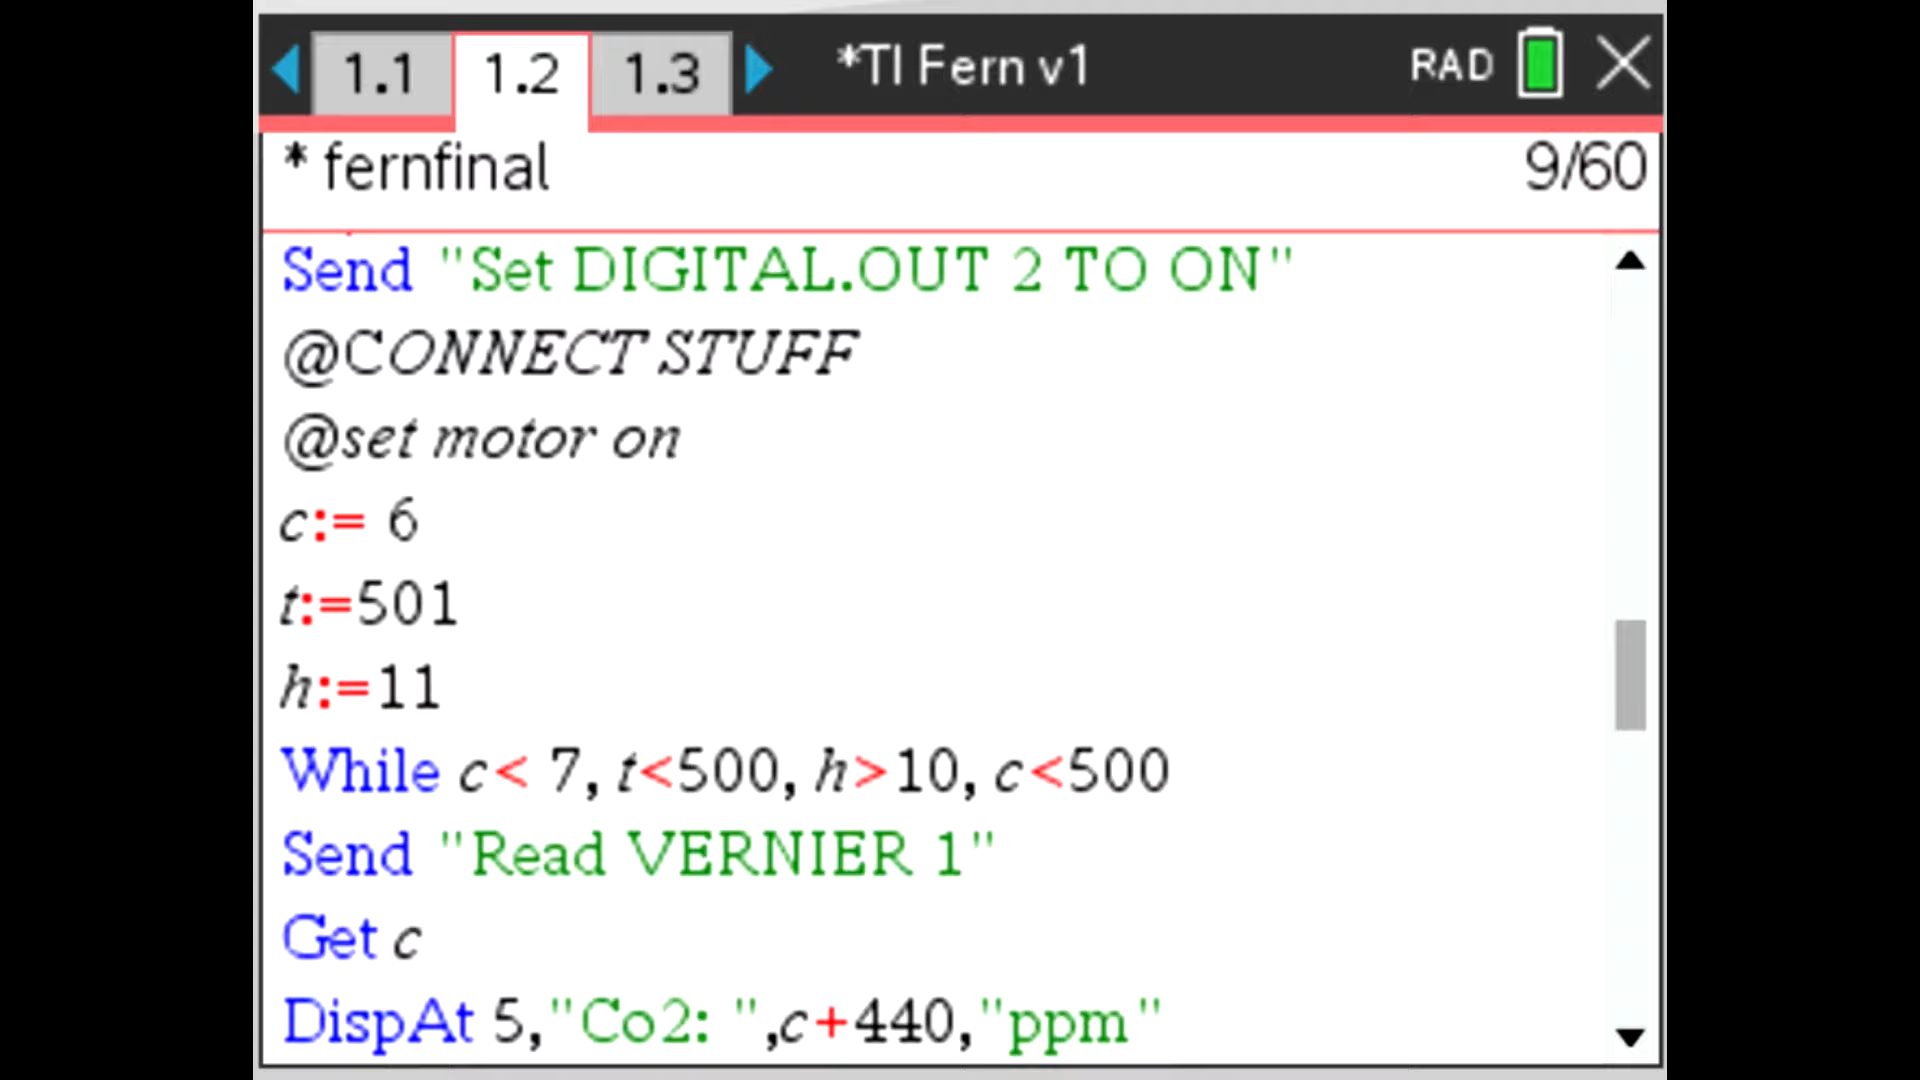 1.1 1.2 1.3 *TI Fern v1 RAD
* fernfinal 9/60
Send "Set DIGITAL.OUT 2 TO ON"
@CONNECT STUFF
@set motor on
c:= 6
t:=501
h:=11
While c< 7, t<500, h>10, c<500
Send "Read VERNIER 1"
Get c
DispAt 5,"Co2: ",c+440,"ppm"